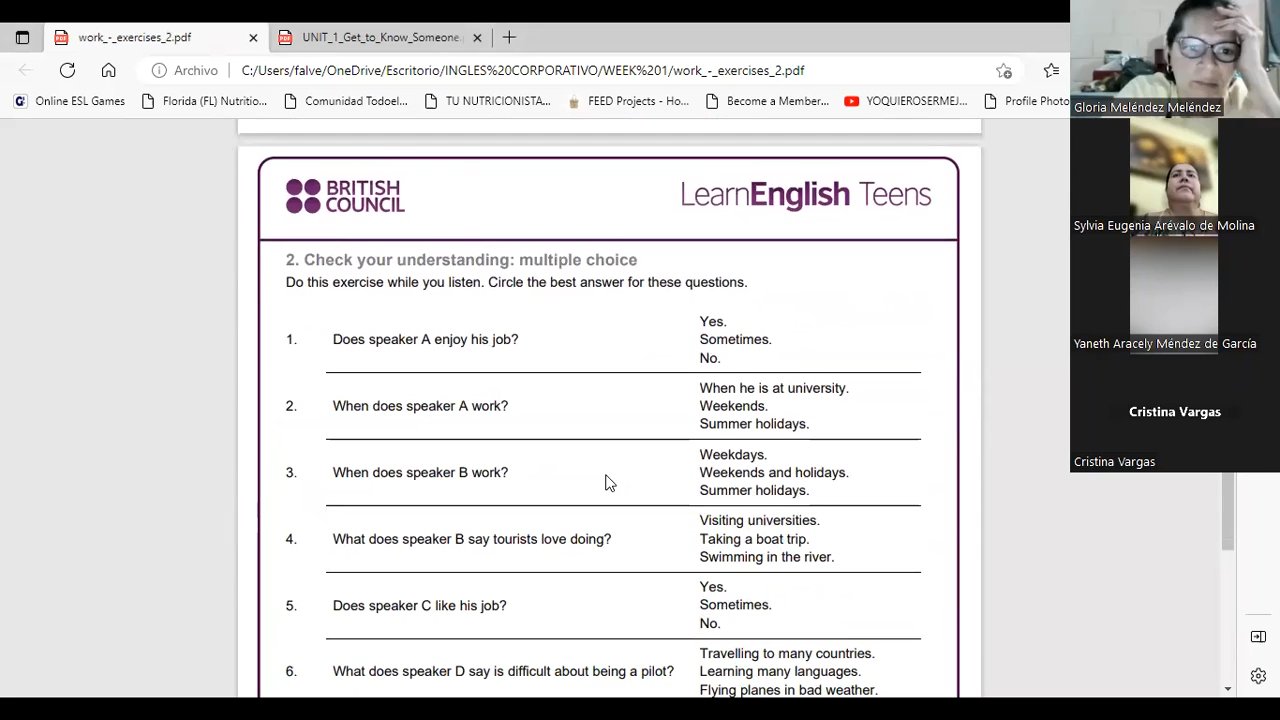 work_-_exercises_2.pdf
UNIT_1_Get_to_Know_Someone.
Archivo
C:/Users/falve/OneDrive/Escritorio/INGLES%20CORPORATIVO/WEEK%201/work_-_exercises_2.pdf
Online ESL Games
Florida (FL) Nutritio...
Comunidad Todoel...
TU NUTRICIONISTA...
FEED Projects - Ho...
Become a Member...
YOQUIEROSERMEJ...
Profile Photo
BRITISH
COUNCIL
LearnEnglish Teens
2. Check your understanding: multiple choice
Do this exercise while you listen. Circle the best answer for these questions.
1. Does speaker A enjoy his job?
Yes.
Sometimes.
No.
2. When does speaker A work?
When he is at university.
Weekends.
Summer holidays.
3. When does speaker B work?
Weekdays.
Weekends and holidays.
Summer holidays.
4. What does speaker B say tourists love doing?
Visiting universities.
Taking a boat trip.
Swimming in the river.
5. Does speaker C like his job?
Yes.
Sometimes.
No.
6. What does speaker D say is difficult about being a pilot?
Travelling to many countries.
Learning many languages.
Flying planes in bad weather.
Gloria Meléndez Meléndez
Sylvia Eugenia Arévalo de Molina
Yaneth Aracely Méndez de García
Cristina Vargas
Cristina Vargas